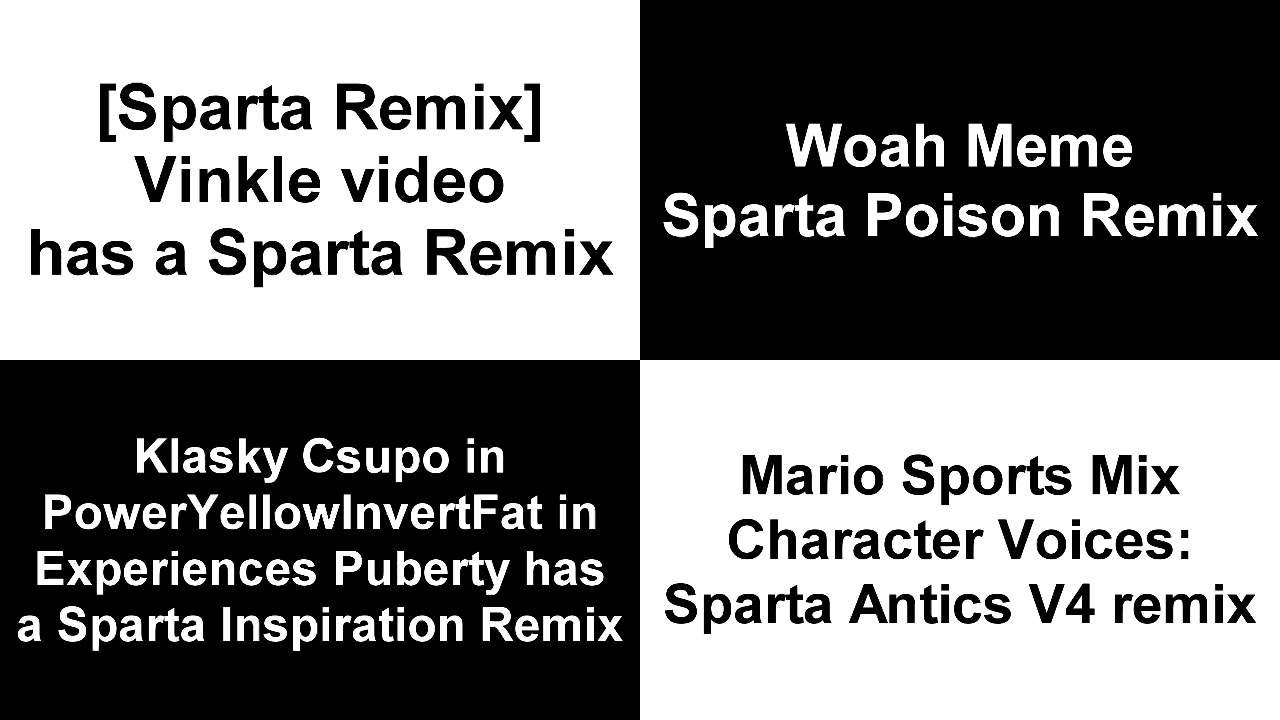 [Sparta Remix]
Vinkle video
has a Sparta Remix
Woah Meme
Sparta Poison Remix
Klasky Csupo in
PowerYellowInvertFat in
Experiences Puberty has
a Sparta Inspiration Remix
Mario Sports Mix
Character Voices:
Sparta Antics V4 remix